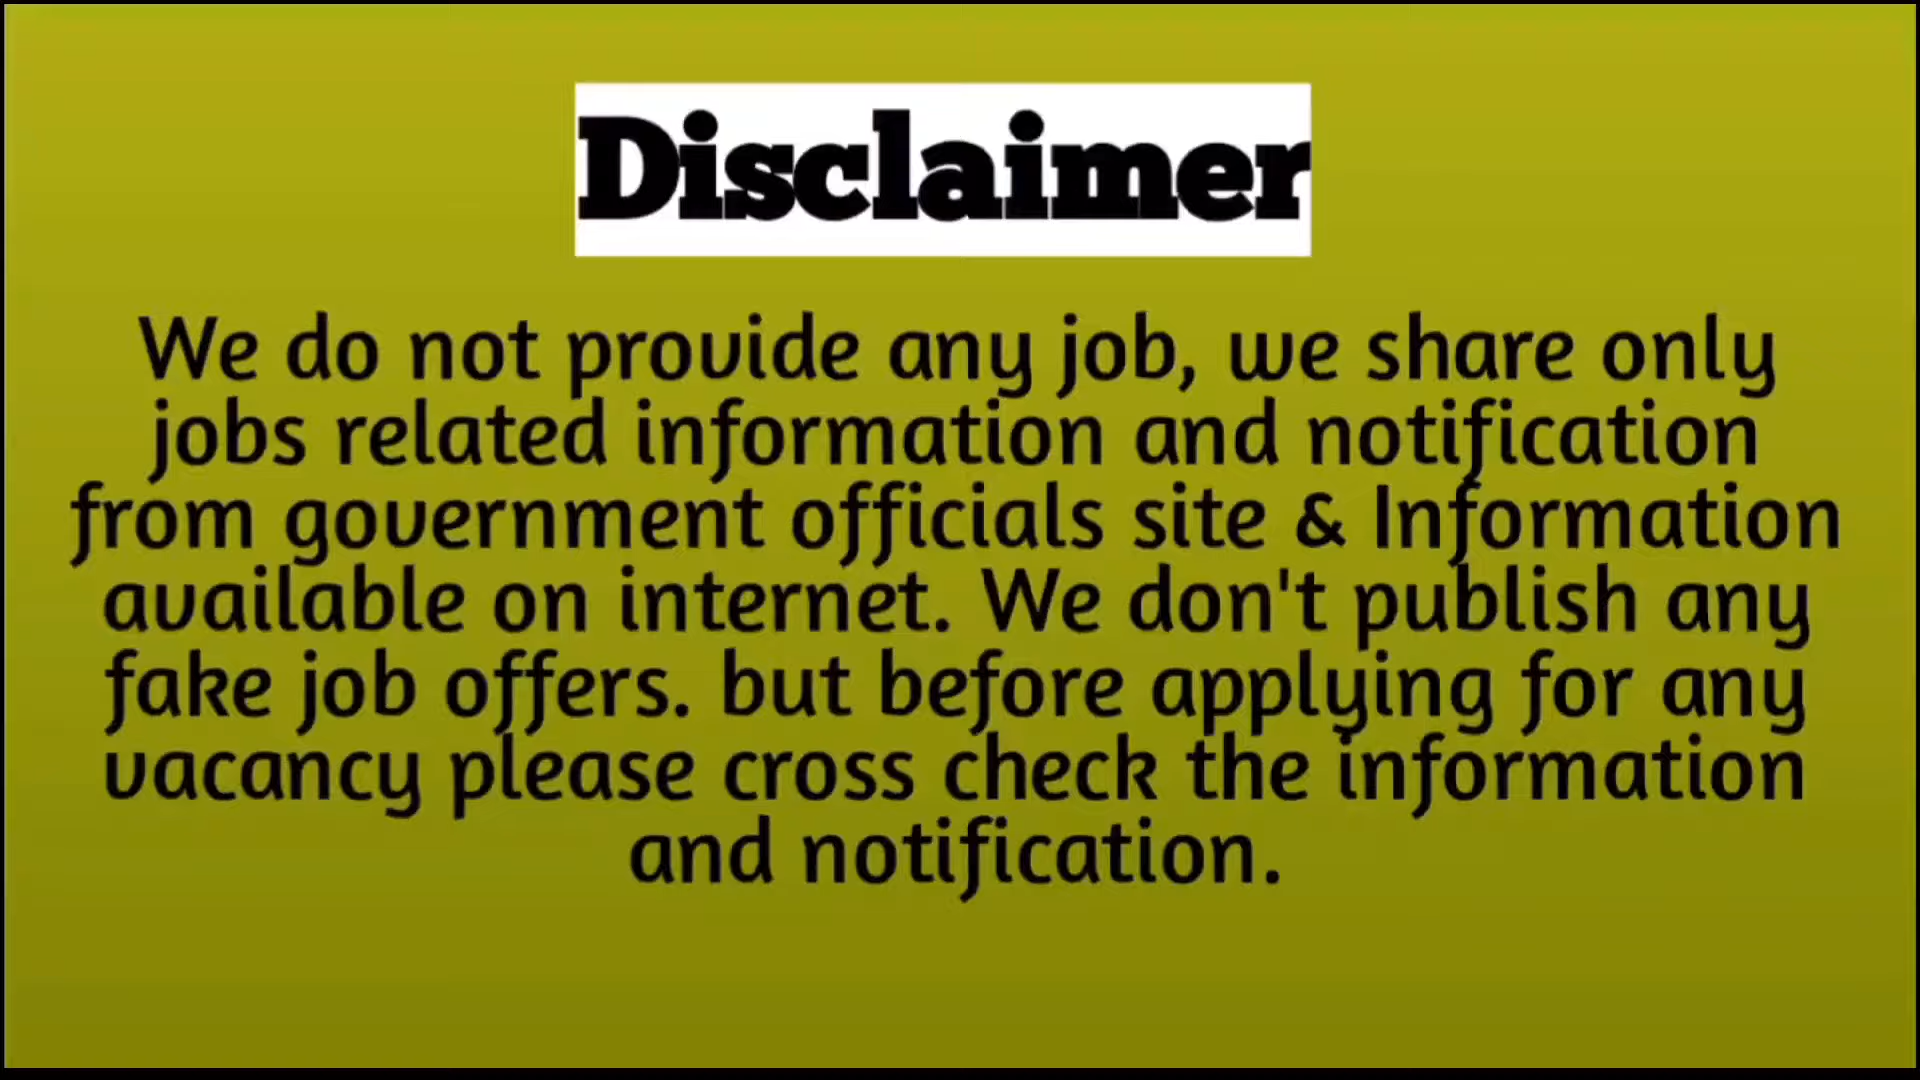 Disclaimer
We do not provide any job, we share only
jobs related information and notification
from government officials site & Information
available on internet. We don't publish any
fake job offers. but before applying for any
vacancy please cross check the information
and notification.